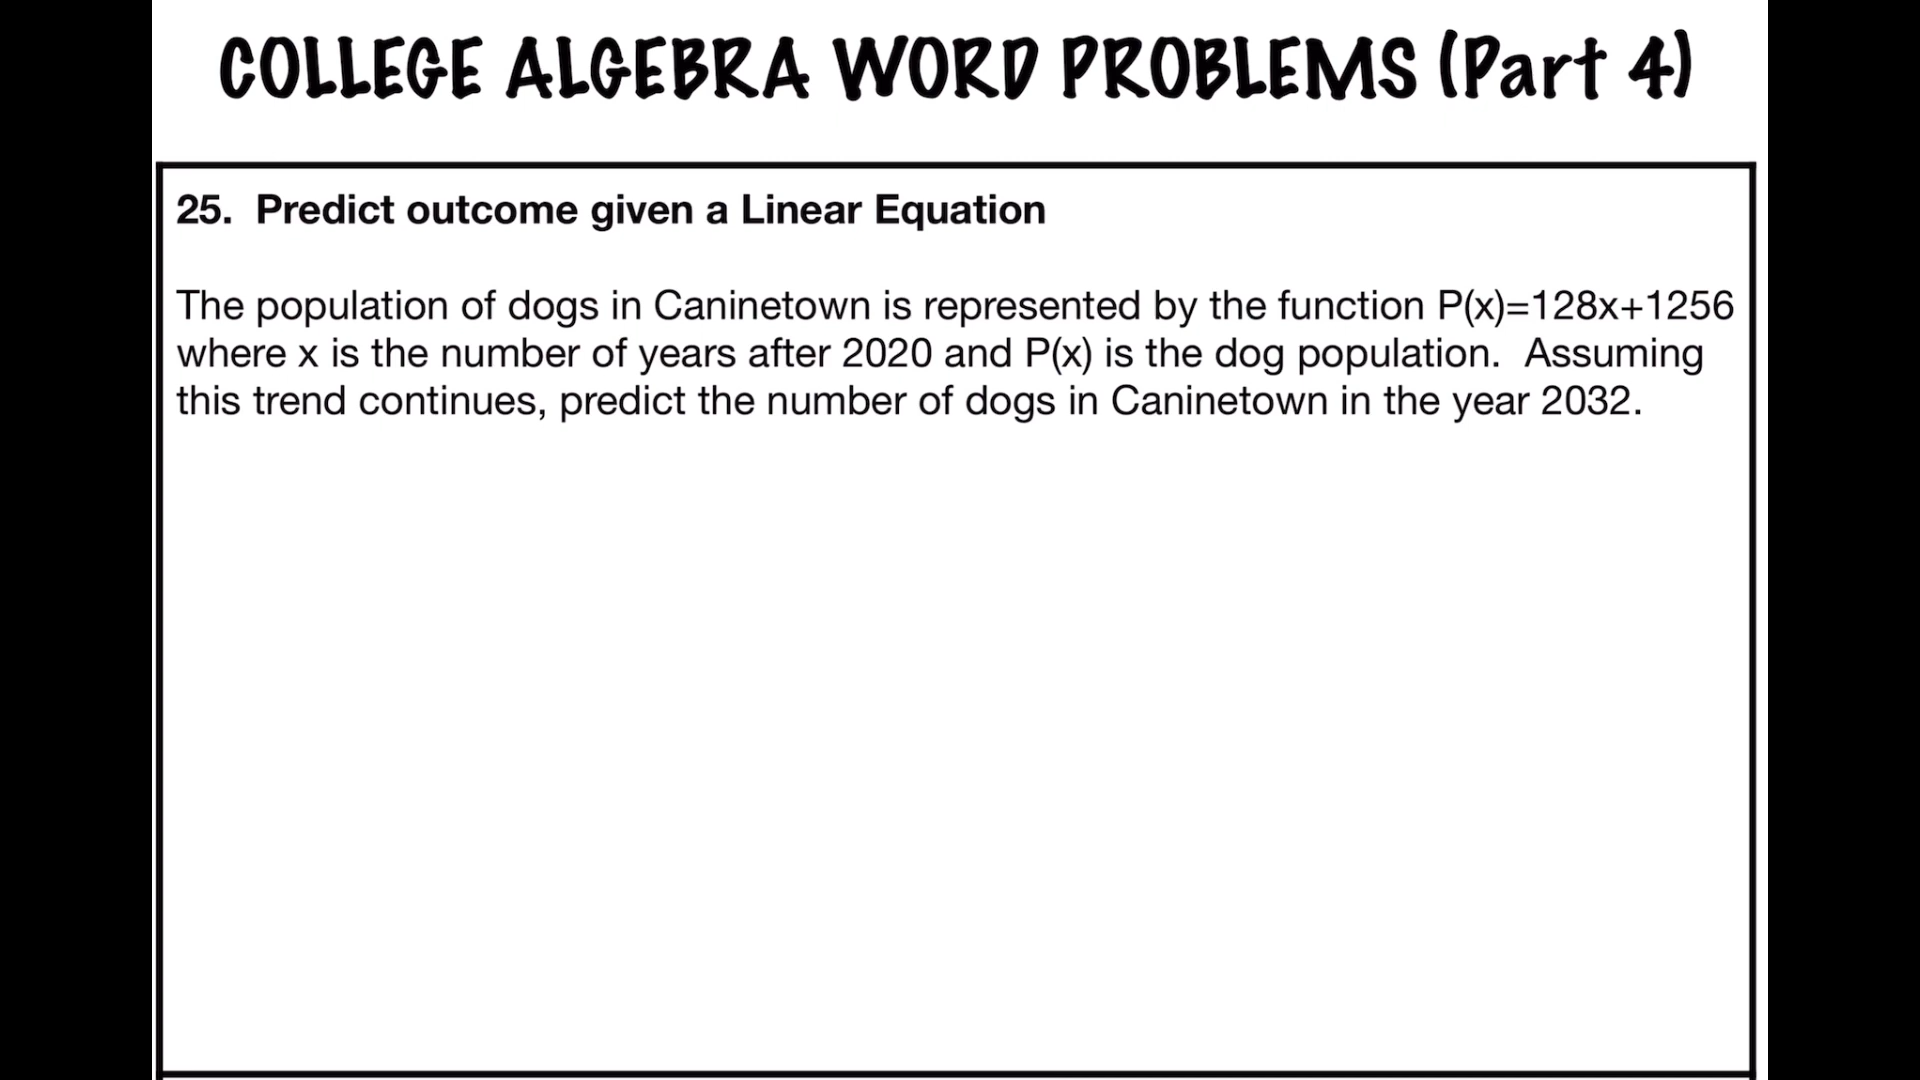 COLLEGE ALGEBRA WORD PROBLEMS (Part 4)
25. Predict outcome given a Linear Equation
The population of dogs in Caninetown is represented by the function P(x)=128x+1256
where x is the number of years after 2020 and P(x) is the dog population. Assuming
this trend continues, predict the number of dogs in Caninetown in the year 2032.